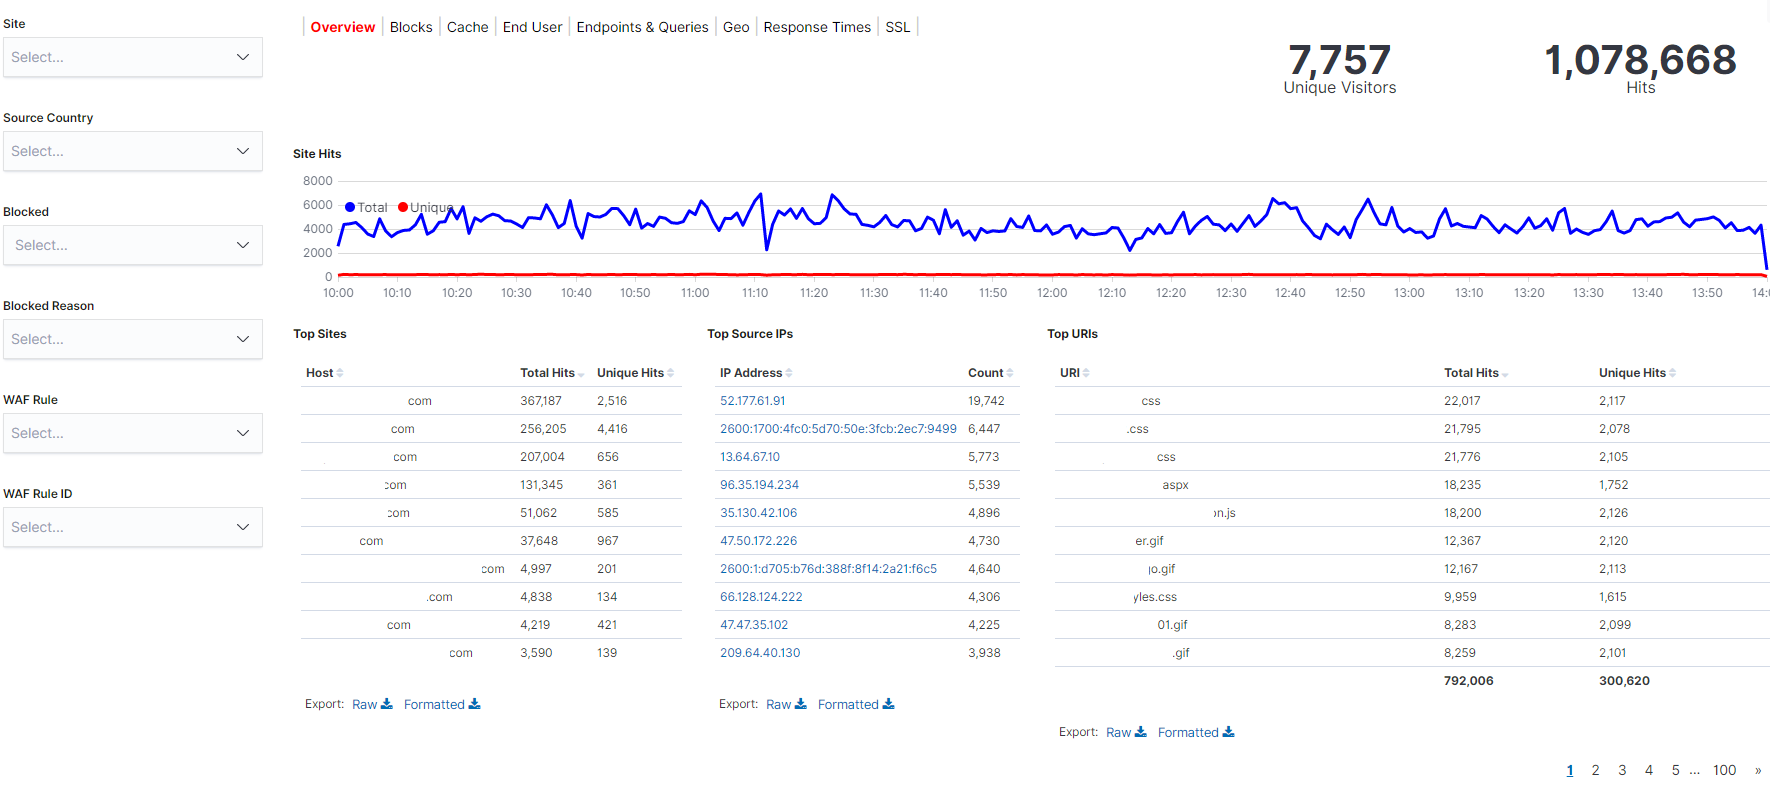 Site
Select...
Source Country
Select...
Blocked
Select...
Blocked Reason
Select...
WAF Rule
Select...
WAF Rule ID
Select...
Overview Blocks Cache End User Endpoints & Queries Geo Response Times SSL
7,757
Unique Visitors
1,078,668
Hits
Site Hits
8000
6000
4000
2000
0
Total Unique
10:00 10:10 10:20 10:30 10:40 10:50 11:00 11:10 11:20 11:30 11:40 11:50 12:00 12:10 12:20 12:30 12:40 12:50 13:00 13:10 13:20 13:30 13:40 13:50 14:0
Top Sites
Host Total Hits Unique Hits
com 367,187 2,516
com 256,205 4,416
com 207,004 656
com 131,345 361
com 51,062 585
com 37,648 967
com 4,997 201
.com 4,838 134
com 4,219 421
com 3,590 139
Export: Raw Formatted
Top Source IPs
IP Address Count
52.177.61.91 19,742
2600:1700:4fc0:5d70:50e:3fcb:2ec7:9499 6,447
13.64.67.10 5,773
96.35.194.234 5,539
35.130.42.106 4,896
47.50.172.226 4,730
2600:1:d705:b76d:388f:8f14:2a21:f6c5 4,640
66.128.124.222 4,306
47.47.35.102 4,225
209.64.40.130 3,938
Export: Raw Formatted
Top URIs
URI Total Hits Unique Hits
css 22,017 2,117
.css 21,795 2,078
css 21,776 2,105
aspx 18,235 1,752
n.js 18,200 2,126
er.gif 12,367 2,120
o.gif 12,167 2,113
yles.css 9,959 1,615
01.gif 8,283 2,099
.gif 8,259 2,101
792,006 300,620
Export: Raw Formatted
1 2 3 4 5 ... 100 »